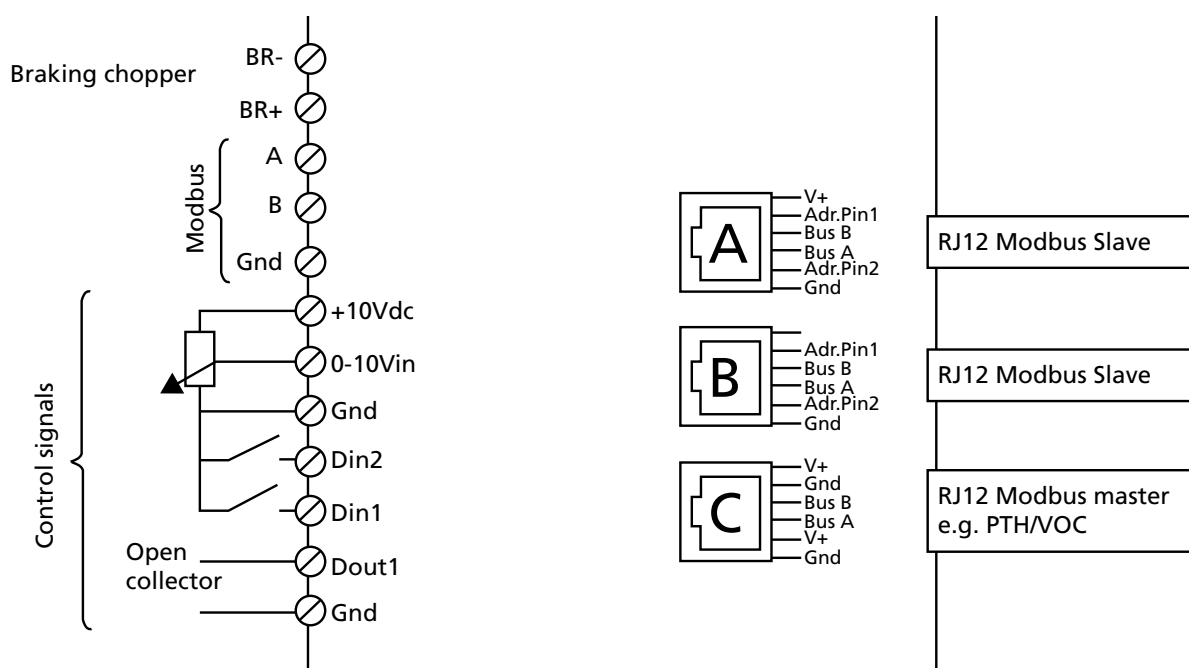 Braking chopper
BR-
BR+
Modbus
A
B
Gnd
Control signals
+10Vdc
0-10Vin
Gnd
Din2
Din1
Open
collector
Dout1
Gnd
A
V+
Adr.Pin1
Bus B
Bus A
Adr.Pin2
Gnd
RJ12 Modbus Slave
B
Adr.Pin1
Bus B
Bus A
Adr.Pin2
Gnd
RJ12 Modbus Slave
C
V+
Gnd
Bus B
Bus A
V+
Gnd
RJ12 Modbus master
e.g. PTH/VOC